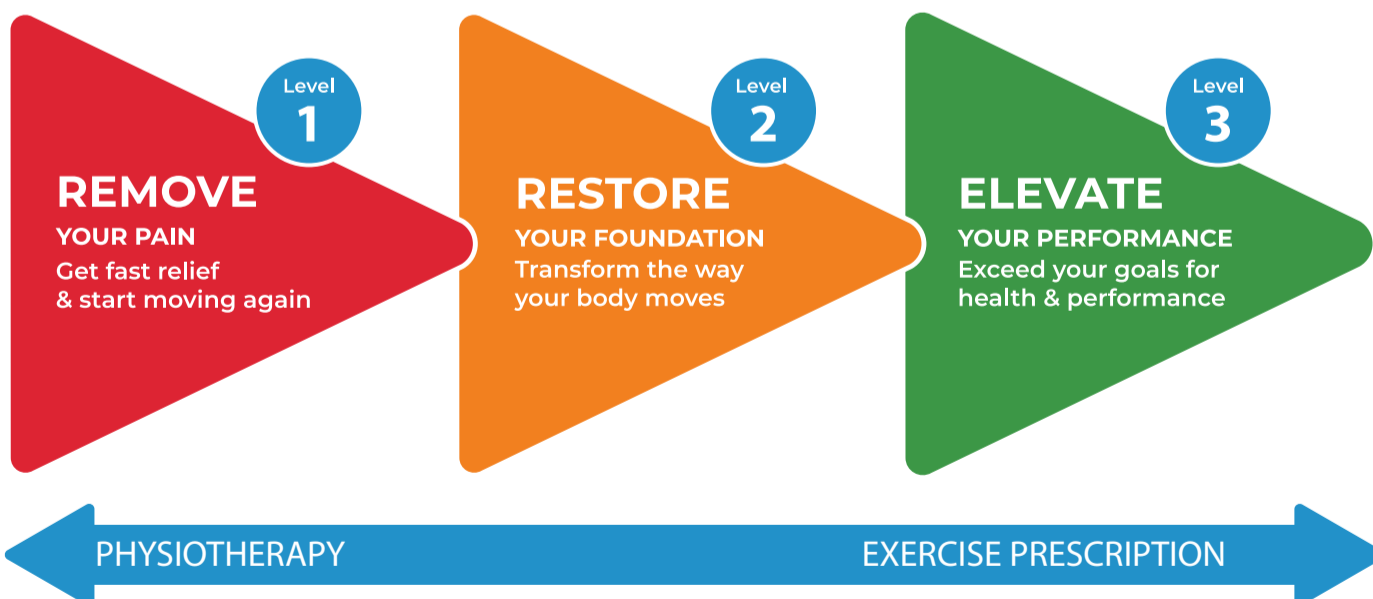 Level
1
REMOVE
YOUR PAIN
Get fast relief
& start moving again
Level
2
RESTORE
YOUR FOUNDATION
Transform the way
your body moves
Level
3
ELEVATE
YOUR PERFORMANCE
Exceed your goals for
health & performance
PHYSIOTHERAPY
EXERCISE PRESCRIPTION